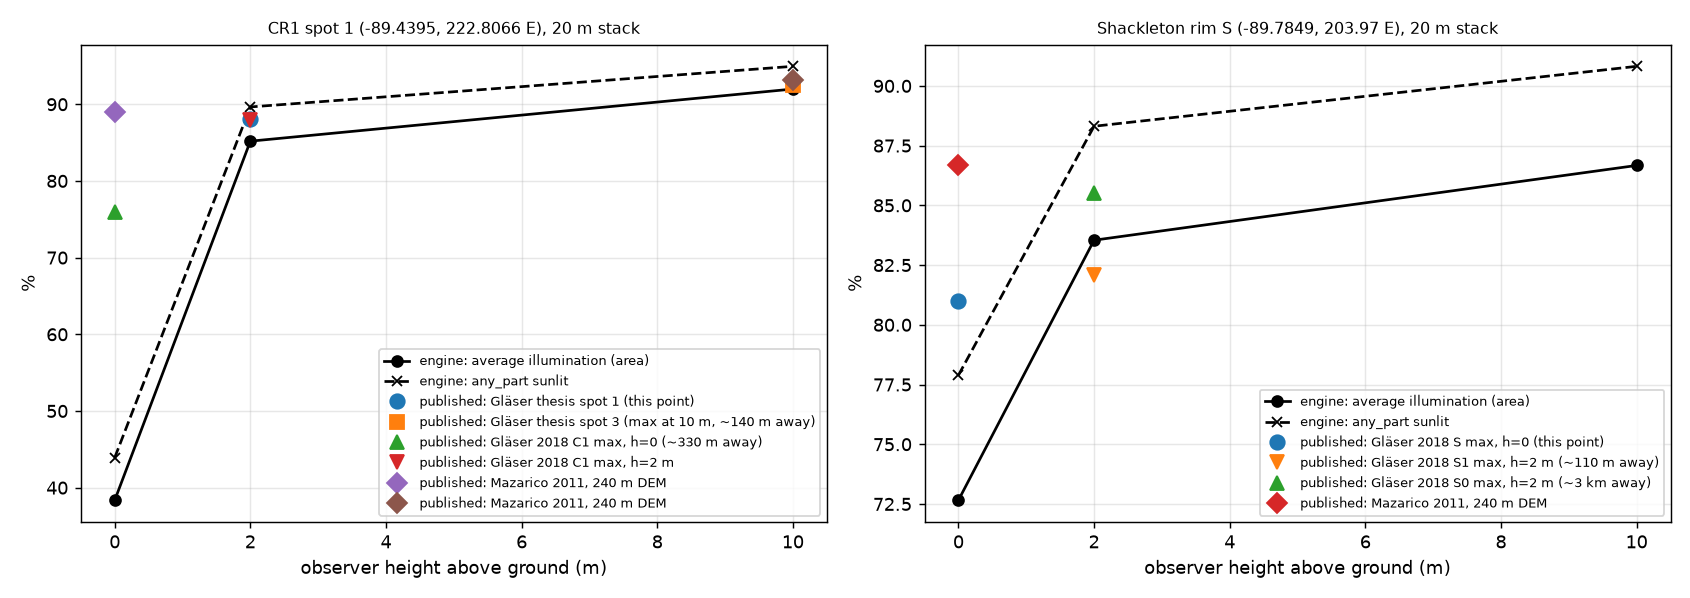 CR1 spot 1 (-89.4395, 222.8066 E), 20 m stack
%
90
80
70
60
50
40
0 2 4 6 8 10
observer height above ground (m)
engine: average illumination (area)
engine: any_part sunlit
published: Gläser thesis spot 1 (this point)
published: Gläser thesis spot 3 (max at 10 m, ~140 m away)
published: Gläser 2018 C1 max, h=0 (~330 m away)
published: Gläser 2018 C1 max, h=2 m
published: Mazarico 2011, 240 m DEM
published: Mazarico 2011, 240 m DEM
Shackleton rim S (-89.7849, 203.97 E), 20 m stack
%
90.0
87.5
85.0
82.5
80.0
77.5
75.0
72.5
0 2 4 6 8 10
observer height above ground (m)
engine: average illumination (area)
engine: any_part sunlit
published: Gläser 2018 S max, h=0 (this point)
published: Gläser 2018 S1 max, h=2 m (~110 m away)
published: Gläser 2018 S0 max, h=2 m (~3 km away)
published: Mazarico 2011, 240 m DEM